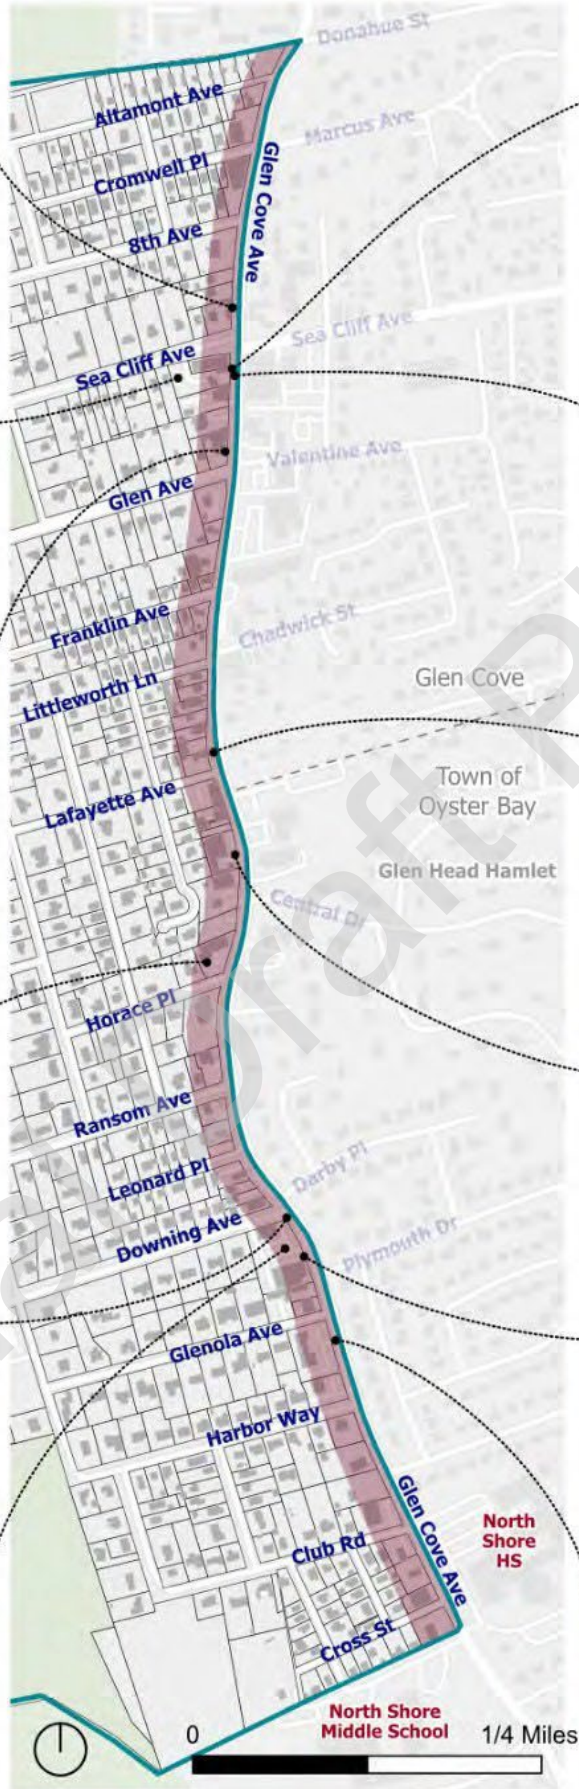 Donahue St
Altamont Ave
Marcus Ave
Cromwell Pl
Glen Cove Ave
8th Ave
Sea Cliff Ave
Sea Cliff Ave
Valentine Ave
Glen Ave
Franklin Ave
Chadwick St
Littleworth Ln
Glen Cove
Lafayette Ave
Town of
Oyster Bay
Glen Head Hamlet
Central Dr
Horace Pl
Ransom Ave
Darby Pl
Leonard Pl
Downing Ave
Plymouth Dr
Glenola Ave
Harbor Way
Glen Cove Ave
North
Shore
HS
Club Rd
Cross St
North Shore
Middle School
0
1/4 Miles
Draft